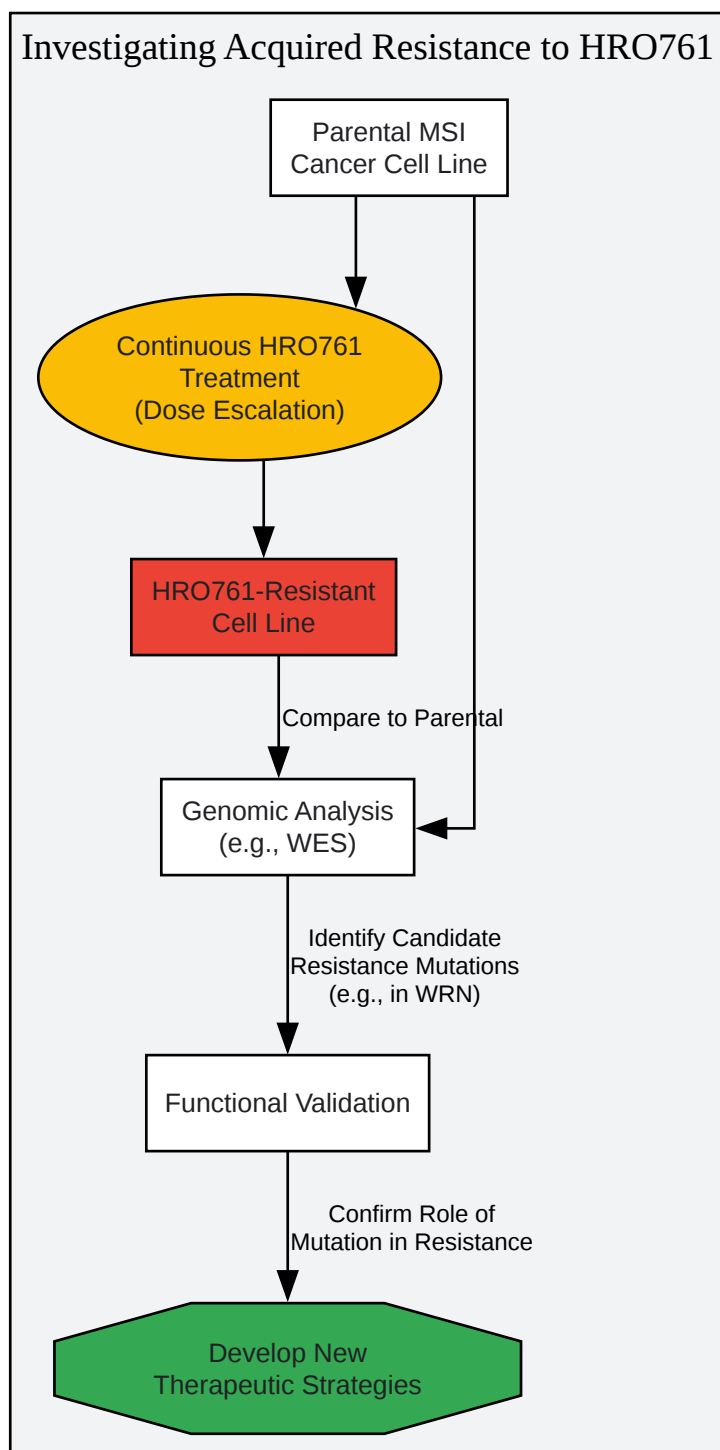 Investigating Acquired Resistance to HRO761
Parental MSI
Cancer Cell Line
Continuous HRO761
Treatment
(Dose Escalation)
HRO761-Resistant
Cell Line
Compare to Parental
Genomic Analysis
(e.g., WES)
Identify Candidate
Resistance Mutations
(e.g., in WRN)
Functional Validation
Confirm Role of
Mutation in Resistance
Develop New
Therapeutic Strategies